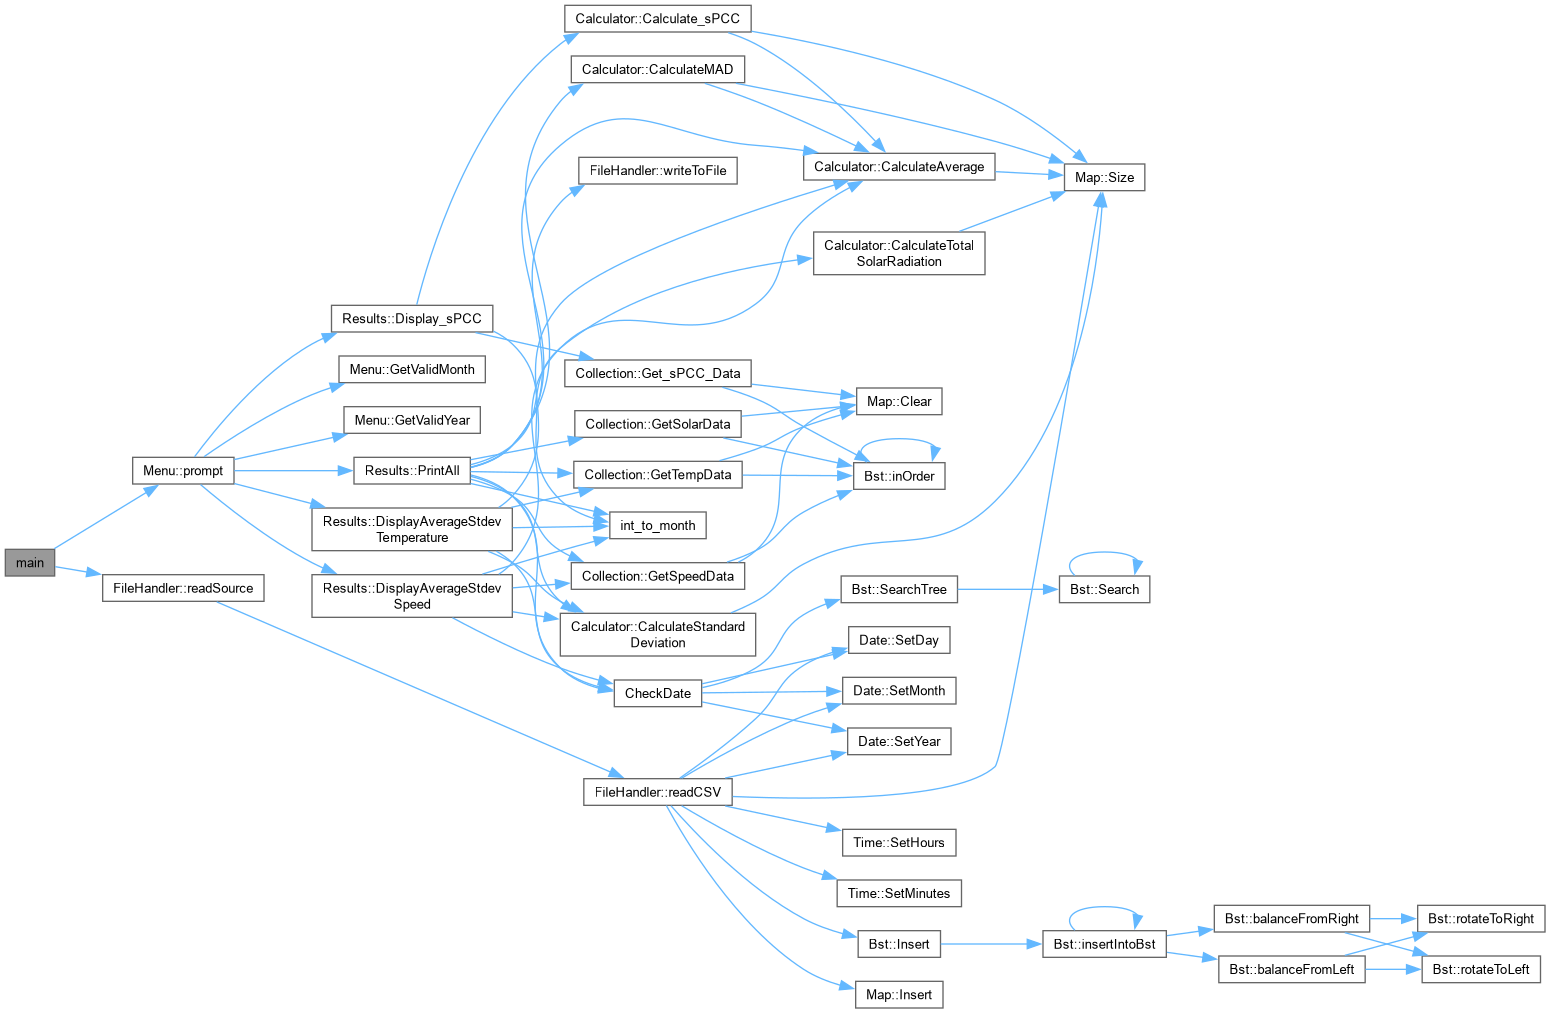 Calculator::Calculate_sPCC
Calculator::CalculateMAD
Calculator::CalculateAverage
FileHandler::writeToFile
Map::Size
Calculator::CalculateTotal
SolarRadiation
Results::Display_sPCC
Menu::GetValidMonth
Collection::Get_sPCC_Data
Map::Clear
Menu::GetValidYear
Collection::GetSolarData
Menu::prompt
Results::PrintAll
Collection::GetTempData
Bst::inOrder
Results::DisplayAverageStdev
Temperature
int_to_month
main
FileHandler::readSource
Results::DisplayAverageStdev
Speed
Collection::GetSpeedData
Bst::SearchTree
Bst::Search
Calculator::CalculateStandard
Deviation
Date::SetDay
CheckDate
Date::SetMonth
Date::SetYear
FileHandler::readCSV
Time::SetHours
Time::SetMinutes
Bst::Insert
Bst::insertIntoBst
Bst::balanceFromRight
Bst::rotateToRight
Bst::balanceFromLeft
Bst::rotateToLeft
Map::Insert